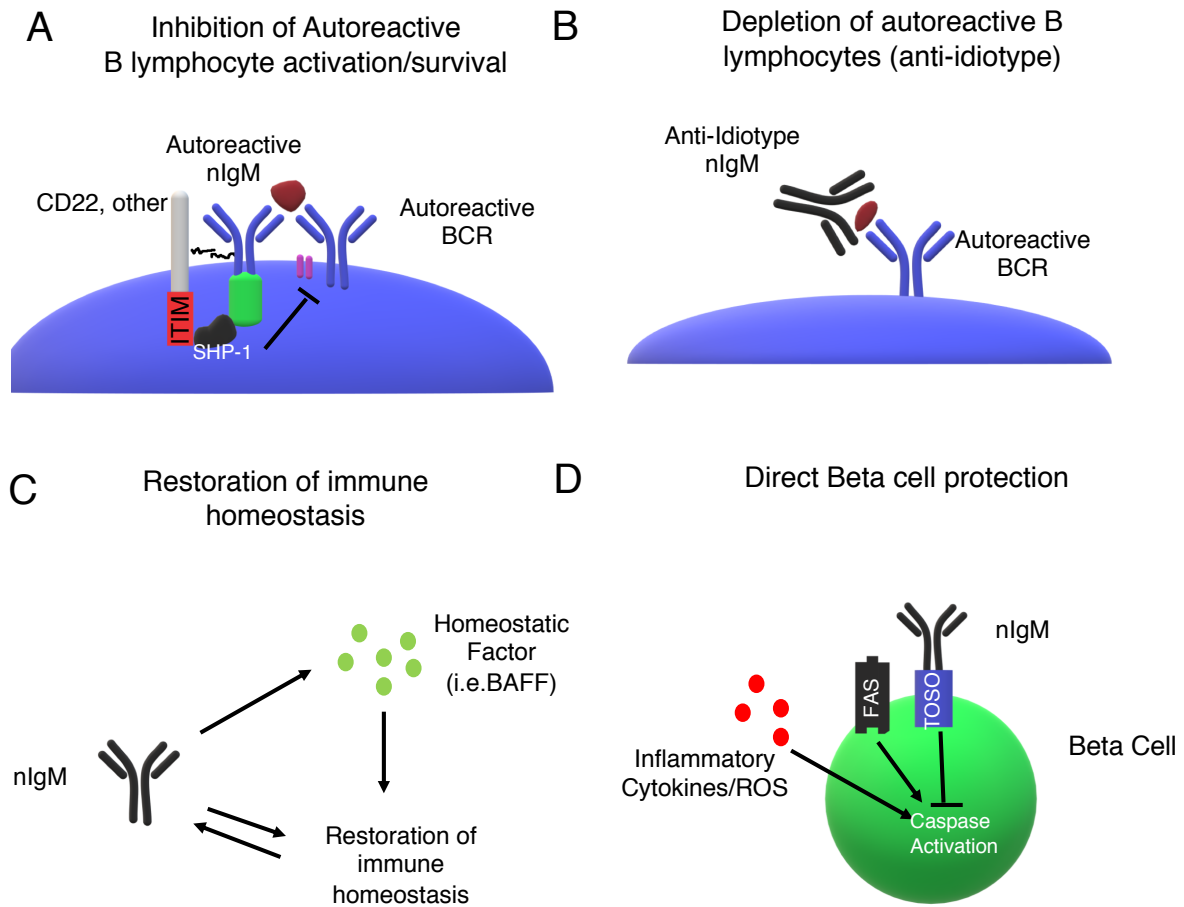 A
Inhibition of Autoreactive
B lymphocyte activation/survival
Autoreactive
nIgM
CD22, other
Autoreactive
BCR
ITIM
SHP-1
B
Depletion of autoreactive B
lymphocytes (anti-idiotype)
Anti-Idiotype
nIgM
Autoreactive
BCR
C
Restoration of immune
homeostasis
Homeostatic
Factor
(i.e.BAFF)
nIgM
Restoration of
immune
homeostasis
D
Direct Beta cell protection
nIgM
FAS
TOSO
Beta Cell
Inflammatory
Cytokines/ROS
Caspase
Activation